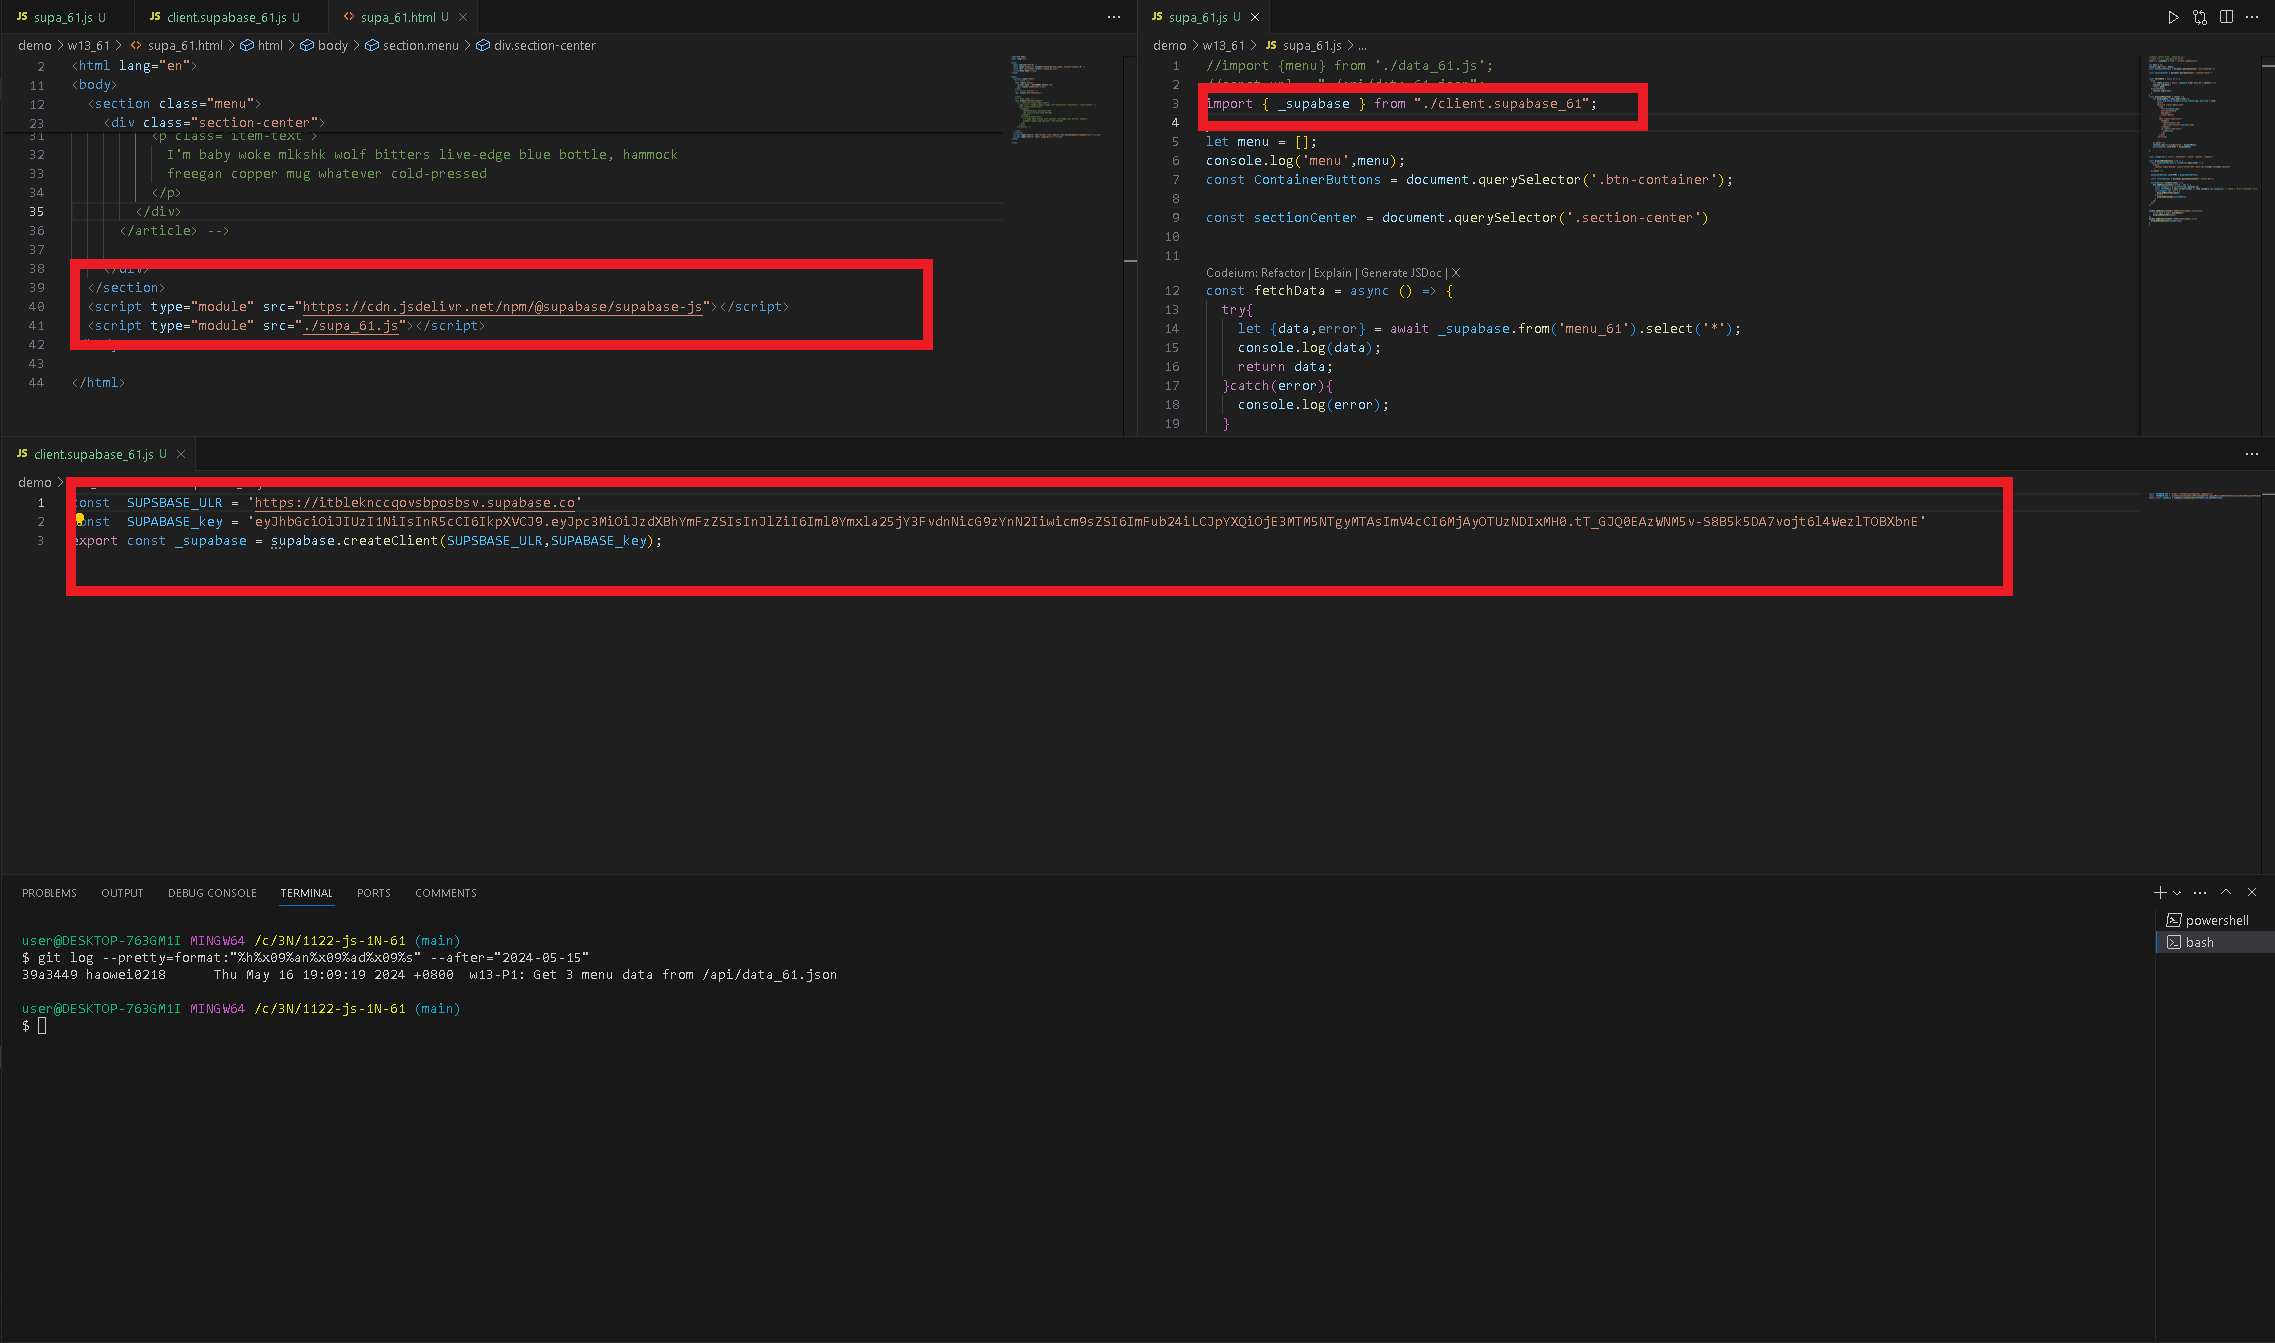 JS supa_61.js U JS client.supabase_61.js U <> supa_61.html U × ···
demo > w13_61 > <> supa_61.html > html > body > section.menu > div.section-center
2 <html lang="en">
11 <body>
12 <section class="menu">
23 <div class="section-center">
31 <p class="item-text">
32 I'm baby woke mlkshk wolf bitters live-edge blue bottle, hammock
33 freegan copper mug whatever cold-pressed
34 </p>
35 </div>
36 </article> -->
37
38 </div>
39 </section>
40 <script type="module" src="https://cdn.jsdelivr.net/npm/@supabase/supabase-js"></script>
41 <script type="module" src="./supa_61.js"></script>
42
43
44 </html>
JS supa_61.js U × ···
demo > w13_61 > JS supa_61.js > ...
1 //import {menu} from './data_61.js';
2
3 import { _supabase } from "./client.supabase_61";
4
5 let menu = [];
6 console.log('menu',menu);
7 const ContainerButtons = document.querySelector('.btn-container');
8
9 const sectionCenter = document.querySelector('.section-center')
10
11
Codeium: Refactor | Explain | Generate JSDoc | X
12 const fetchData = async () => {
13 try{
14 let {data,error} = await _supabase.from('menu_61').select('*');
15 console.log(data);
16 return data;
17 }catch(error){
18 console.log(error);
19 }
JS client.supabase_61.js U × ···
demo >
1 const SUPSBASE_ULR = 'https://itbleknccqovsbposbsv.supabase.co'
2 const SUPABASE_key =
3 export const _supabase = supabase.createClient(SUPSBASE_ULR,SUPABASE_key);
PROBLEMS OUTPUT DEBUG CONSOLE TERMINAL PORTS COMMENTS
user@DESKTOP-763GM1I MINGW64 /c/3N/1122-js-1N-61 (main)
$ git log --pretty=format:"%h%x09%an%x09%ad%x09%s" --after="2024-05-15"
39a3449 haowei0218 Thu May 16 19:09:19 2024 +0800 w13-P1: Get 3 menu data from /api/data_61.json
user@DESKTOP-763GM1I MINGW64 /c/3N/1122-js-1N-61 (main)
$
powershell
bash